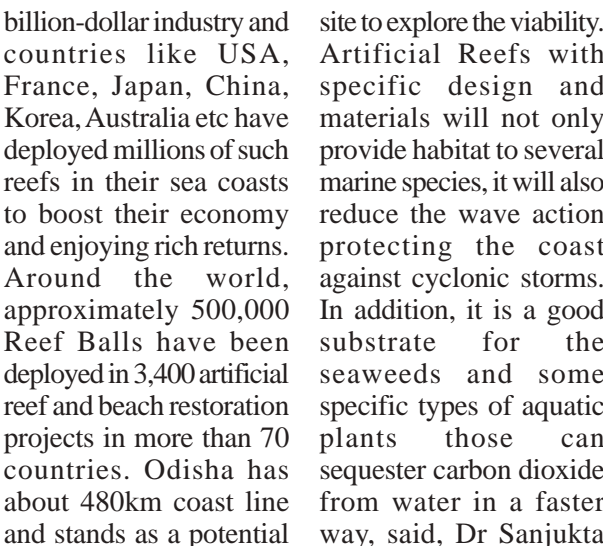 billion-dollar industry and
countries like USA,
France, Japan, China,
Korea, Australia etc have
deployed millions of such
reefs in their sea coasts
to boost their economy
and enjoying rich returns.
Around the world,
approximately 500,000
Reef Balls have been
deployed in 3,400 artificial
reef and beach restoration
projects in more than 70
countries. Odisha has
about 480km coast line
and stands as a potential
site to explore the viability.
Artificial Reefs with
specific design and
materials will not only
provide habitat to several
marine species, it will also
reduce the wave action
protecting the coast
against cyclonic storms.
In addition, it is a good
substrate for the
seaweeds and some
specific types of aquatic
plants those can
sequester carbon dioxide
from water in a faster
way, said, Dr Sanjukta